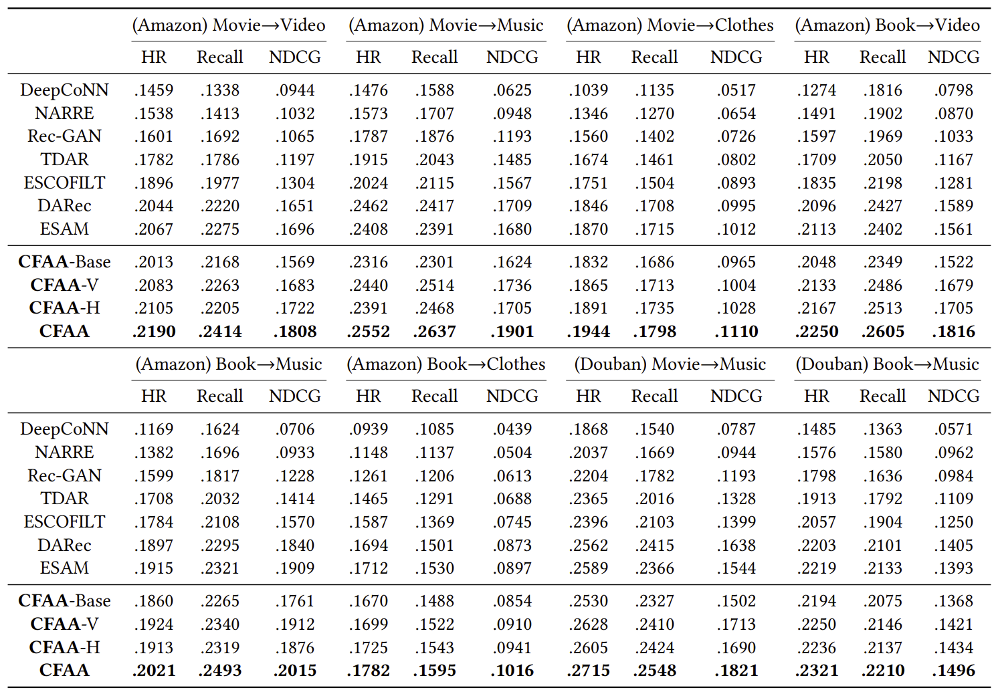 (Amazon) Movie→Video (Amazon) Movie→Music (Amazon) Movie→Clothes (Amazon) Book→Video
HR Recall NDCG HR Recall NDCG HR Recall NDCG HR Recall NDCG
DeepCoNN .1459 .1338 .0944 .1476 .1588 .0625 .1039 .1135 .0517 .1274 .1816 .0798
NARRE .1538 .1413 .1032 .1573 .1707 .0948 .1346 .1270 .0654 .1491 .1902 .0870
Rec-GAN .1601 .1692 .1065 .1787 .1876 .1193 .1560 .1402 .0726 .1597 .1969 .1033
TDAR .1782 .1786 .1197 .1915 .2043 .1485 .1674 .1461 .0802 .1709 .2050 .1167
ESCOFILT .1896 .1977 .1304 .2024 .2115 .1567 .1751 .1504 .0893 .1835 .2198 .1281
DARec .2044 .2220 .1651 .2462 .2417 .1709 .1846 .1708 .0995 .2096 .2427 .1589
ESAM .2067 .2275 .1696 .2408 .2391 .1680 .1870 .1715 .1012 .2113 .2402 .1561
CFAA-Base .2013 .2168 .1569 .2316 .2301 .1624 .1832 .1686 .0965 .2048 .2349 .1522
CFAA-V .2083 .2263 .1683 .2440 .2514 .1736 .1865 .1713 .1004 .2133 .2486 .1679
CFAA-H .2105 .2205 .1722 .2391 .2468 .1705 .1891 .1735 .1028 .2167 .2513 .1705
CFAA .2190 .2414 .1808 .2552 .2637 .1901 .1944 .1798 .1110 .2250 .2605 .1816
(Amazon) Book→Music (Amazon) Book→Clothes (Douban) Movie→Music (Douban) Book→Music
HR Recall NDCG HR Recall NDCG HR Recall NDCG HR Recall NDCG
DeepCoNN .1169 .1624 .0706 .0939 .1085 .0439 .1868 .1540 .0787 .1485 .1363 .0571
NARRE .1382 .1696 .0933 .1148 .1137 .0504 .2037 .1669 .0944 .1576 .1580 .0962
Rec-GAN .1599 .1817 .1228 .1261 .1206 .0613 .2204 .1782 .1193 .1798 .1636 .0984
TDAR .1708 .2032 .1414 .1465 .1291 .0688 .2365 .2016 .1328 .1913 .1792 .1109
ESCOFILT .1784 .2108 .1570 .1587 .1369 .0745 .2396 .2103 .1399 .2057 .1904 .1250
DARec .1897 .2295 .1840 .1694 .1501 .0873 .2562 .2415 .1638 .2203 .2101 .1405
ESAM .1915 .2321 .1909 .1712 .1530 .0897 .2589 .2366 .1544 .2219 .2133 .1393
CFAA-Base .1860 .2265 .1761 .1670 .1488 .0854 .2530 .2327 .1502 .2194 .2075 .1368
CFAA-V .1924 .2340 .1912 .1699 .1522 .0910 .2628 .2410 .1713 .2250 .2146 .1421
CFAA-H .1913 .2319 .1876 .1725 .1543 .0941 .2605 .2424 .1690 .2236 .2137 .1434
CFAA .2021 .2493 .2015 .1782 .1595 .1016 .2715 .2548 .1821 .2321 .2210 .1496